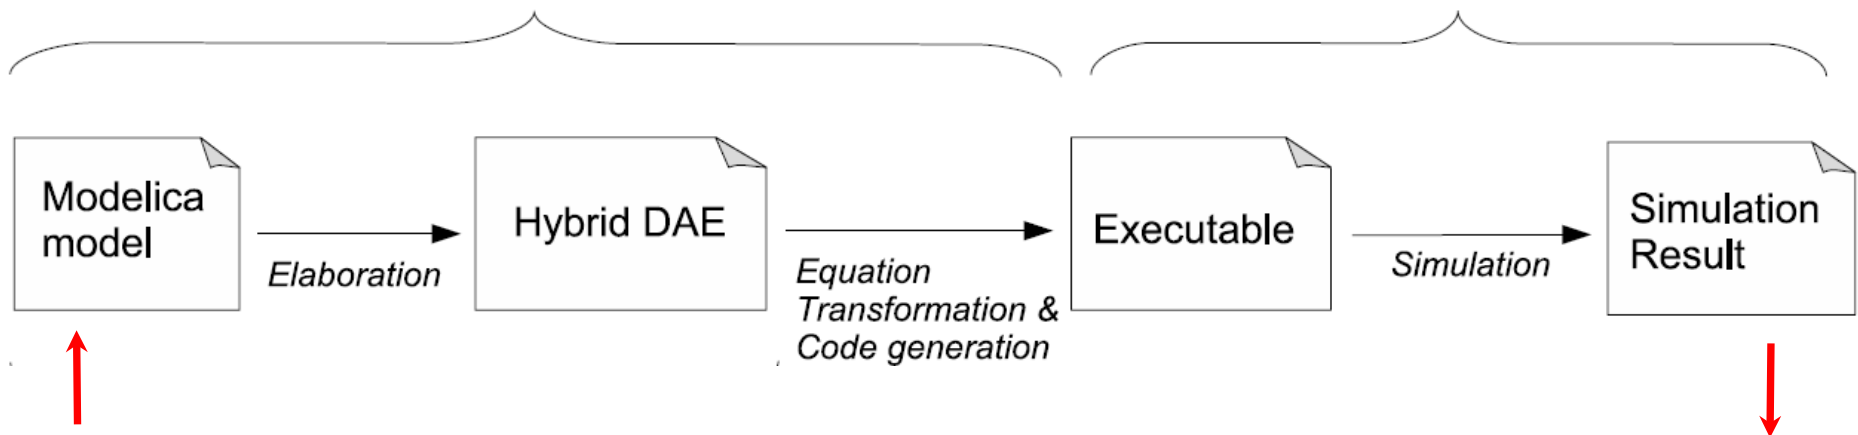 Modelica
model
Elaboration
Hybrid DAE
Equation
Transformation &
Code generation
Executable
Simulation
Simulation
Result